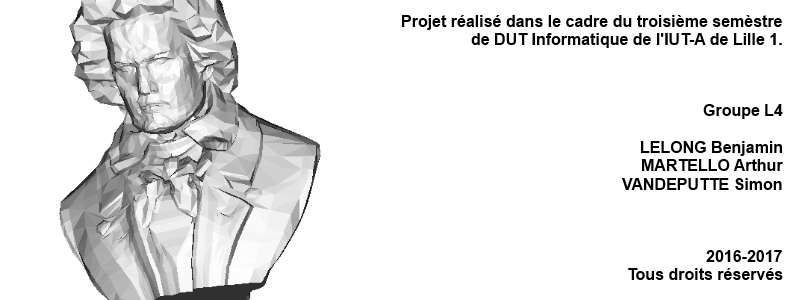 Projet réalisé dans le cadre du troisième semèstre
de DUT Informatique de l'IUT-A de Lille 1.
Groupe L4
LELONG Benjamin
MARTELLO Arthur
VANDEPUTTE Simon
2016-2017
Tous droits réservés